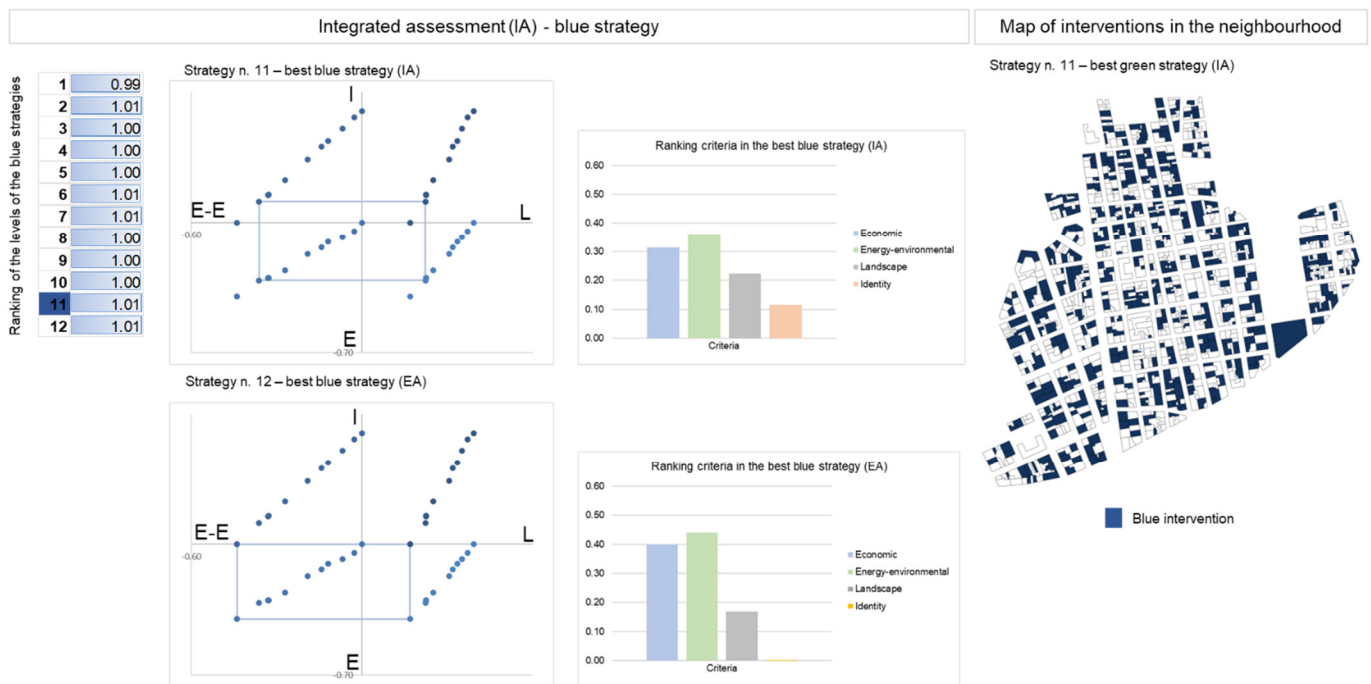 Integrated assessment (IA) - blue strategy
Map of interventions in the neighbourhood
Ranking of the levels of the blue strategies
1 0.99
2 1.01
3 1.00
4 1.00
5 1.00
6 1.01
7 1.01
8 1.00
9 1.00
10 1.00
11 1.01
12 1.01
Strategy n. 11 – best blue strategy (IA)
I
E-E
L
-0.60
E
-0.70
Ranking criteria in the best blue strategy (IA)
0.60
0.50
0.40
0.30
0.20
0.10
0.00
Criteria
Economic
Energy-environmental
Landscape
Identity
Strategy n. 12 – best blue strategy (EA)
I
E-E
L
-0.60
E
-0.70
Ranking criteria in the best blue strategy (EA)
0.60
0.50
0.40
0.30
0.20
0.10
0.00
Criteria
Economic
Energy-environmental
Landscape
Identity
Strategy n. 11 – best green strategy (IA)
Blue intervention